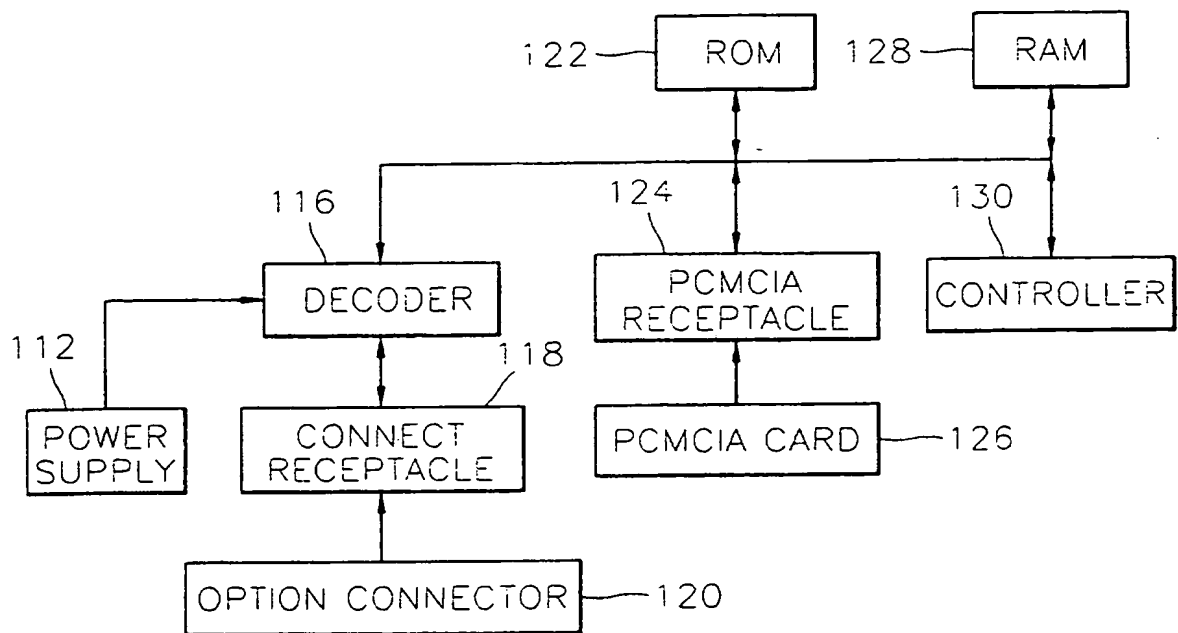 122
ROM
128
RAM
116
DECODER
124
PCMCIA
RECEPTACLE
130
CONTROLLER
112
POWER
SUPPLY
118
CONNECT
RECEPTACLE
PCMCIA CARD
126
OPTION CONNECTOR
120